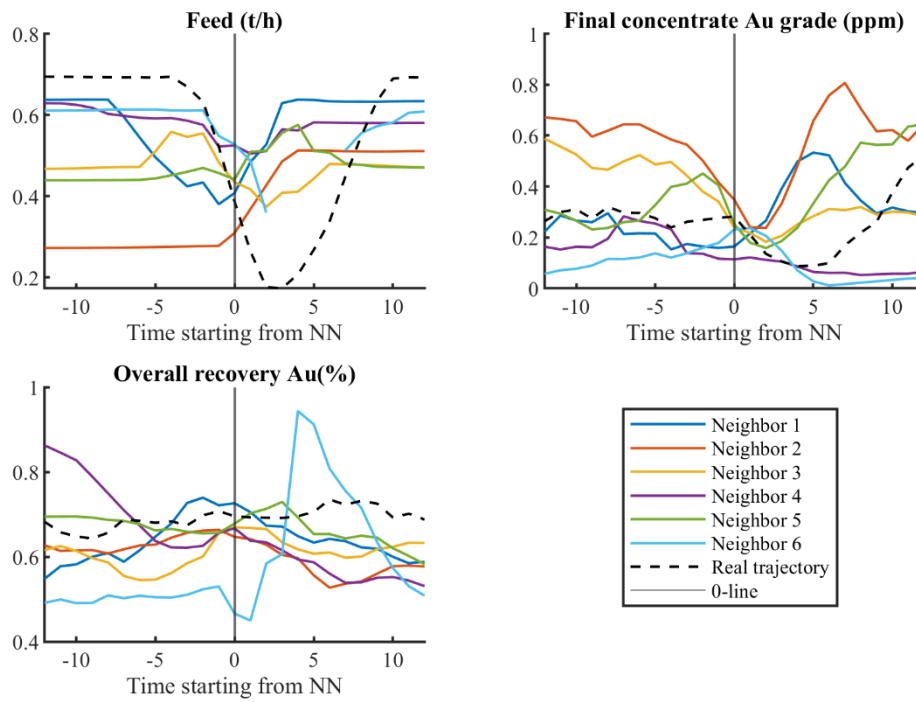 Feed (t/h)
0.6
0.4
0.2
-10
-5
0
5
10
Time starting from NN
Final concentrate Au grade (ppm)
1
0.8
0.6
0.4
0.2
0
-10
-5
0
5
10
Time starting from NN
Overall recovery Au(%)
1
0.8
0.6
0.4
-10
-5
0
5
10
Time starting from NN
Neighbor 1
Neighbor 2
Neighbor 3
Neighbor 4
Neighbor 5
Neighbor 6
Real trajectory
0-line